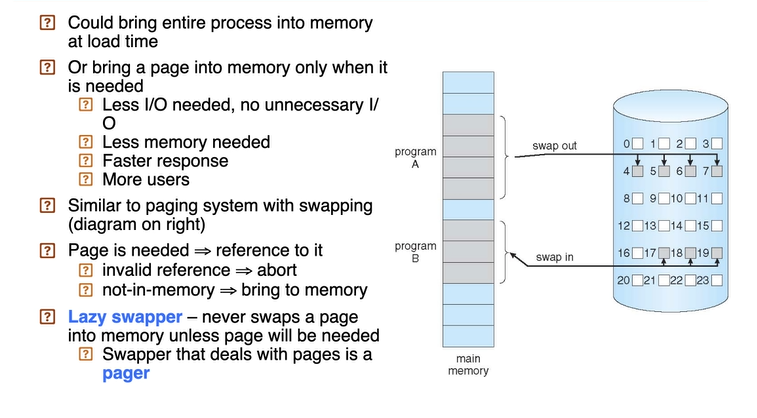 Could bring entire process into memory
at load time
Or bring a page into memory only when it
is needed
Less I/O needed, no unnecessary I/
O
Less memory needed
Faster response
More users
Similar to paging system with swapping
(diagram on right)
Page is needed ⇒ reference to it
invalid reference ⇒ abort
not-in-memory ⇒ bring to memory
Lazy swapper – never swaps a page
into memory unless page will be needed
Swapper that deals with pages is a
pager
program
A
program
B
main
memory
swap out
swap in
0 1 2 3
4 5 6 7
8 9 10 11
12 13 14 15
16 17 18 19
20 21 22 23